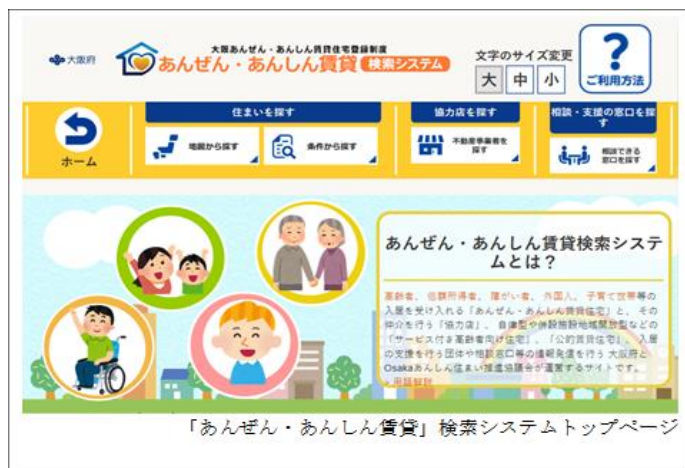 大阪府
大阪あんぜん・あんしん賃貸住宅登録制度
あんぜん・あんしん賃貸 検索システム
文字のサイズ変更
大 中 小
?
ご利用方法
ホーム
住まいを探す
地図から探す
条件から探す
協力店を探す
不動産事業者を
探す
相談・支援の窓口を探
す
相談できる
窓口を探す
あんぜん・あんしん賃貸検索システ
ムとは?
高齢者、低額所得者、障がい者、外国人、子育て世帯等の
入居を受け入れる「あんぜん・あんしん賃貸住宅」と、その
仲介を行う「協力店」、自律型や併設施設地域開放型などの
「サービス付き高齢者向け住宅」、「公的賃貸住宅」、入居
の支援を行う団体や相談窓口等の情報発信を行う 大阪府と
Osakaあんしん住まい推進協議会が運営するサイトです。
>用語解説
「あんぜん・あんしん賃貸」検索システムトップページ